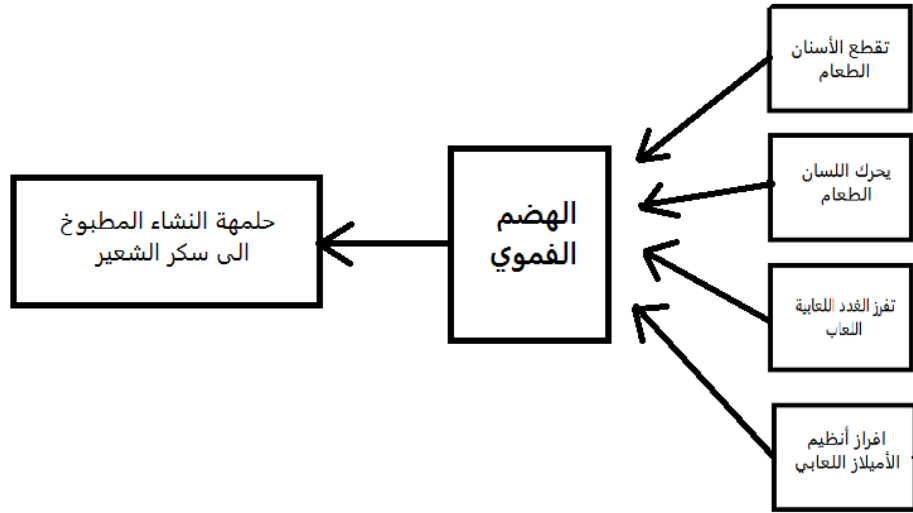 تقطع الأسنان
الطعام
يحرك اللسان
الطعام
تفرز الغدد اللعابية
اللعاب
افراز أنظيم
الأميلاز اللعابي
الهضم
الفموي
حلمهة النشاء المطبوخ
الى سكر الشعير